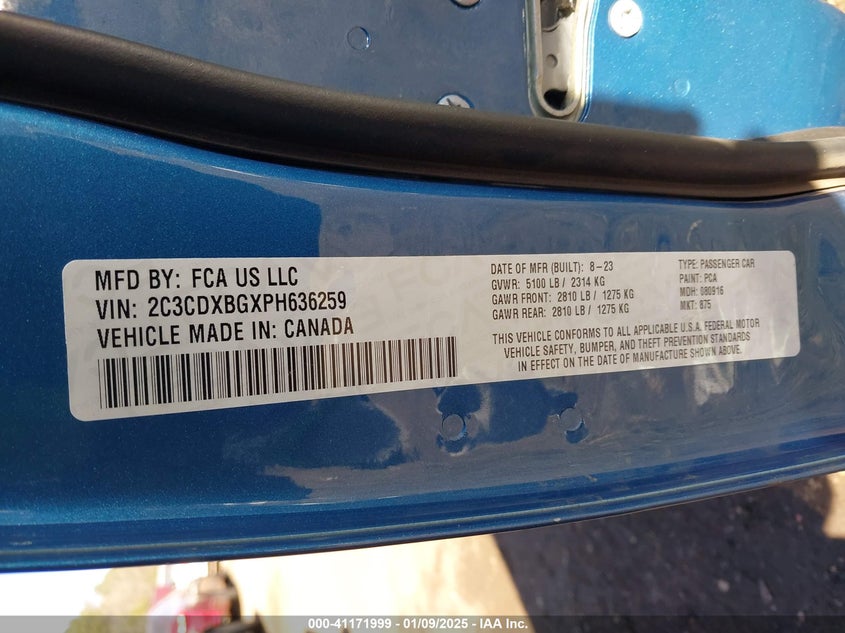 MFD BY: FCA US LLC
VIN: 2C3CDXBGXPH636259
VEHICLE MADE IN: CANADA
DATE OF MFR (BUILT): 8-23
GVWR: 5100 LB / 2314 KG
GAWR FRONT: 2810 LB / 1275 KG
GAWR REAR: 2810 LB / 1275 KG
TYPE: PASSENGER CAR
PAINT: PCA
MDH: 080916
MKT: 875
THIS VEHICLE CONFORMS TO ALL APPLICABLE U.S.A. FEDERAL MOTOR
VEHICLE SAFETY, BUMPER, AND THEFT PREVENTION STANDARDS
IN EFFECT ON THE DATE OF MANUFACTURE SHOWN ABOVE.
000-41171999 | 01/09/2025 - IAA Inc.